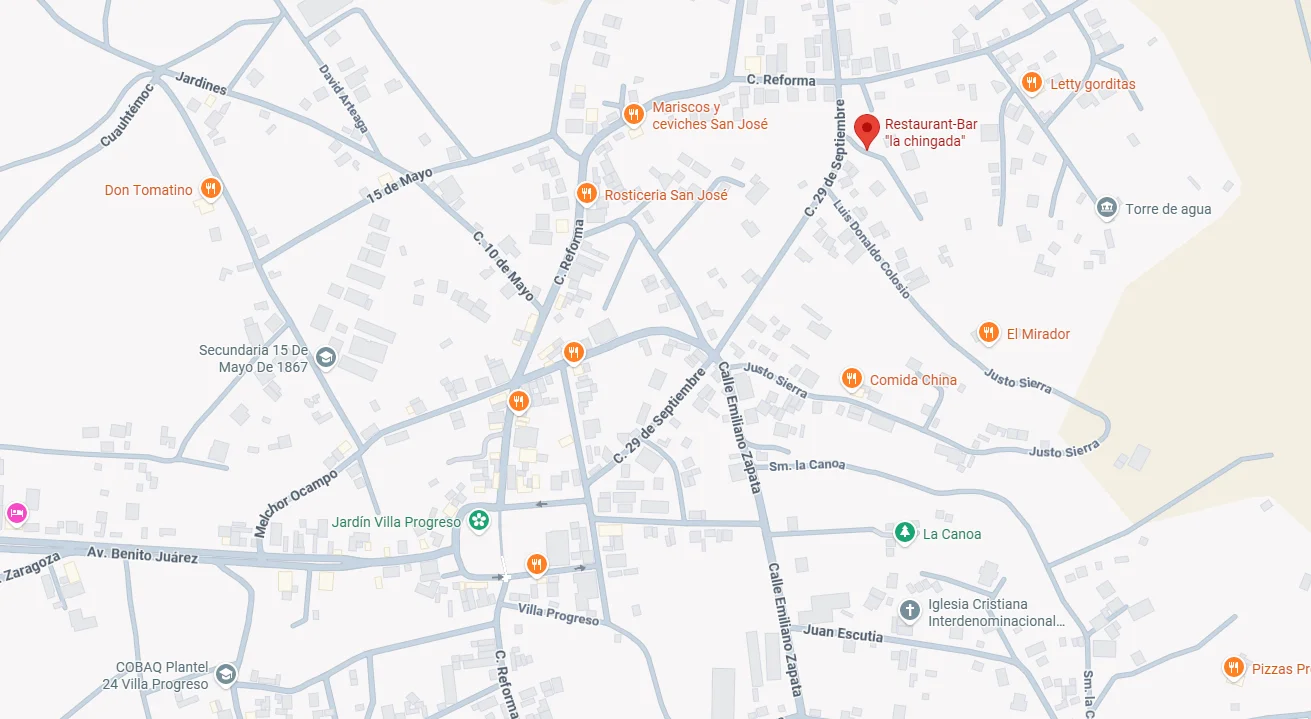 Jardines
David Arteaga
Cuauhtémoc
C. Reforma
Letty gorditas
Mariscos y
ceviches San José
Restaurant-Bar
"la chingada"
C. 29 de Septiembre
Don Tomatino
15 de Mayo
Rosticeria San José
Torre de agua
Luis Donaldo Colosio
C. 10 de Mayo
C. Reforma
El Mirador
Secundaria 15 De
Mayo De 1867
Justo Sierra
Comida China
Justo Sierra
C. 29 de Septiembre
Calle Emiliano Zapata
Justo Sierra
Sm. la Canoa
Melchor Ocampo
Jardín Villa Progreso
La Canoa
Av. Benito Juárez
Zaragoza
Calle Emiliano Zapata
Villa Progreso
Iglesia Cristiana
Interdenominacional...
Juan Escutia
COBAQ Plantel
24 Villa Progreso
C. Reforma
Sm. la C
Pizzas Pr